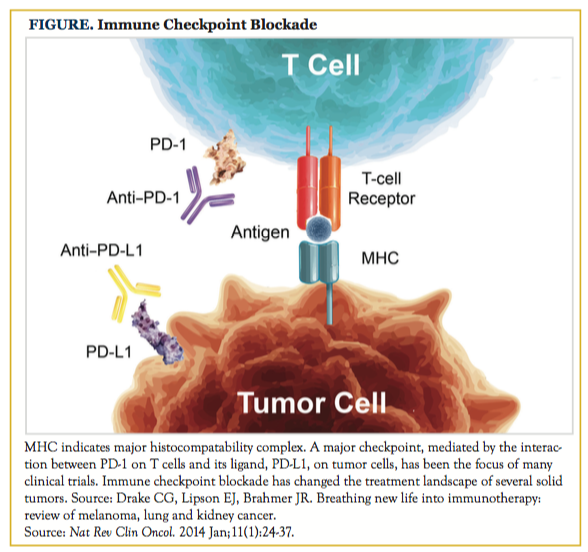 FIGURE. Immune Checkpoint Blockade
T Cell
PD-1
Anti–PD-1
T-cell
Receptor
Antigen
Anti–PD-L1
MHC
PD-L1
Tumor Cell
MHC indicates major histocompatability complex. A major checkpoint, mediated by the interac-
tion between PD-1 on T cells and its ligand, PD-L1, on tumor cells, has been the focus of many
clinical trials. Immune checkpoint blockade has changed the treatment landscape of several solid
tumors. Source: Drake CG, Lipson EJ, Brahmer JR. Breathing new life into immunotherapy:
review of melanoma, lung and kidney cancer.
Source: Nat Rev Clin Oncol. 2014 Jan;11(1):24-37.